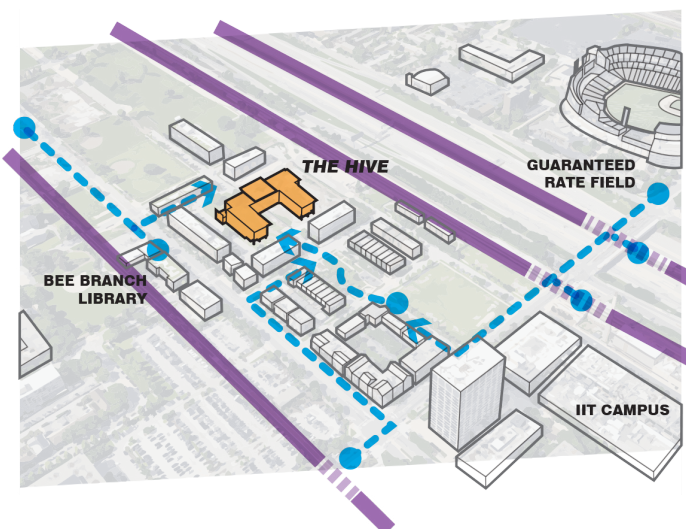 THE HIVE
GUARANTEED
RATE FIELD
BEE BRANCH
LIBRARY
IIT CAMPUS